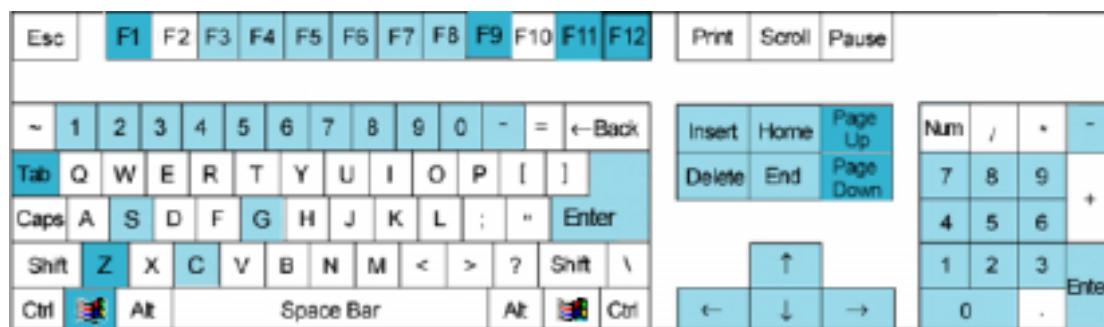 Esc F1 F2 F3 F4 F5 F6 F7 F8 F9 F10 F11 F12 Print Scroll Pause
~ 1 2 3 4 5 6 7 8 9 0 - = ←Back Insert Home Page Up Num / * -
Tab Q W E R T Y U I O P [ ] Delete End Page Down 7 8 9 +
Caps A S D F G H J K L ; " Enter 4 5 6
Shift Z X C V B N M < > ? Shift \ ↑ 1 2 3 Enter
Ctrl Alt Space Bar Alt Ctrl ← ↓ → 0 .